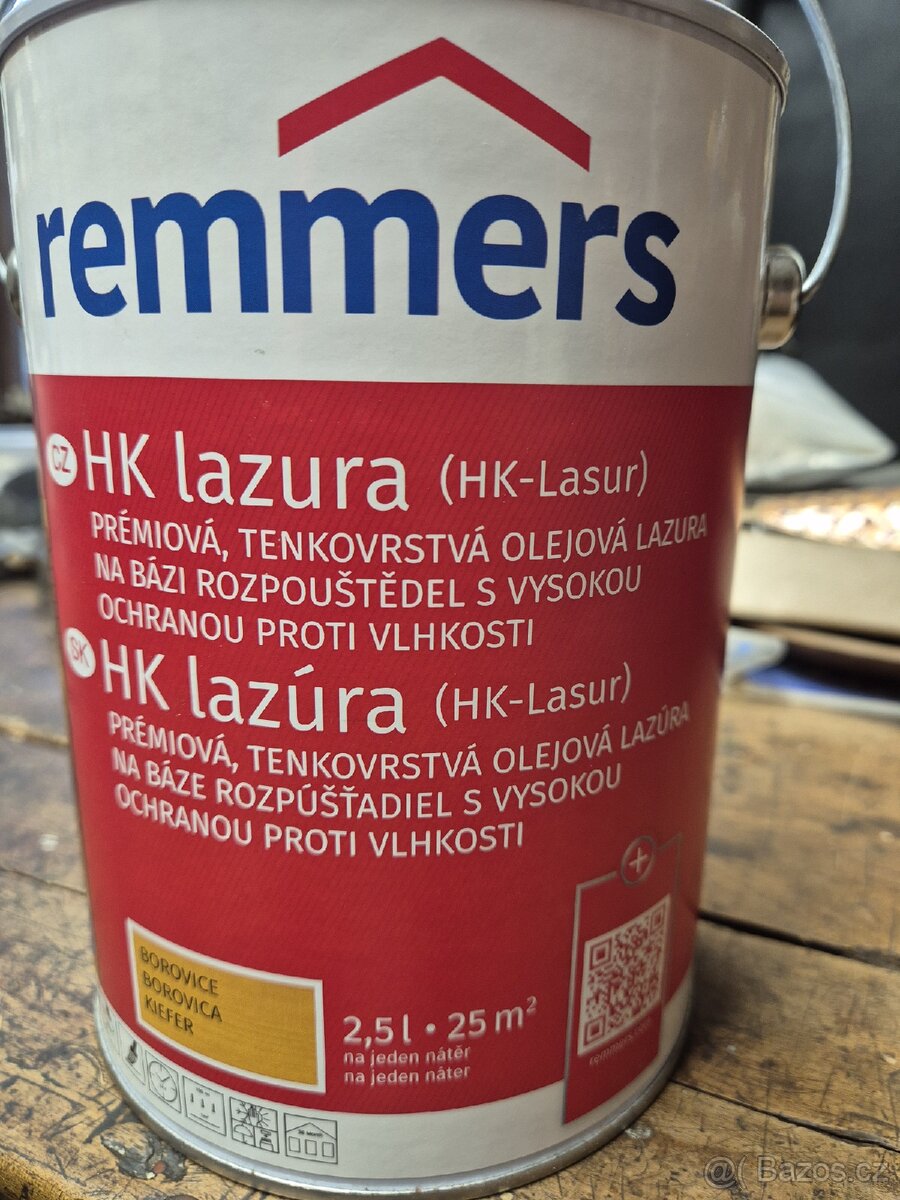 remmers
CZ HK lazura (HK-Lasur)
PRÉMIOVÁ, TENKOVRSTVÁ OLEJOVÁ LAZURA
NA BÁZI ROZPOUŠTĚDEL S VYSOKOU
OCHRANOU PROTI VLHKOSTI
SK HK lazúra (HK-Lasur)
PRÉMIOVÁ, TENKOVRSTVÁ OLEJOVÁ LAZÚRA
NA BÁZE ROZPÚŠŤADIEL S VYSOKOU
OCHRANOU PROTI VLHKOSTI
BOROVICE
BOROVICA
KIEFER
2,5 l • 25 m²
na jeden nátěr
na jeden náter
+
@( Bazos.cz